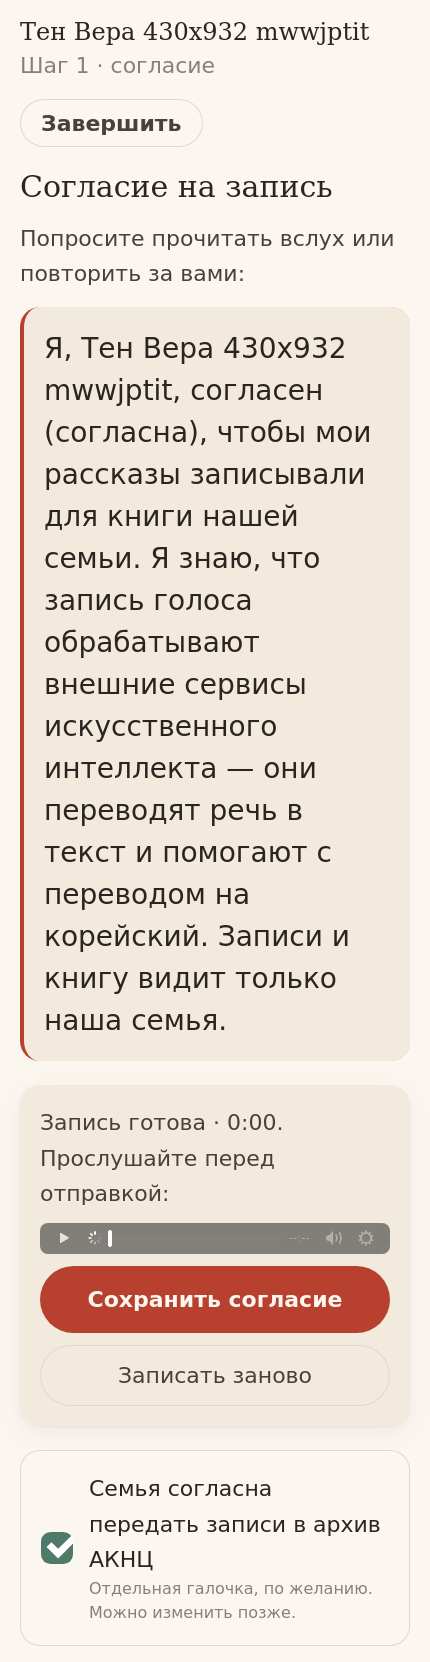 Тен Вера 430x932 mwwjptit
Шаг 1 · согласие
Завершить
Согласие на запись
Попросите прочитать вслух или
повторить за вами:
Я, Тен Вера 430x932
mwwjptit, согласен
(согласна), чтобы мои
рассказы записывали
для книги нашей
семьи. Я знаю, что
запись голоса
обрабатывают
внешние сервисы
искусственного
интеллекта — они
переводят речь в
текст и помогают с
переводом на
корейский. Записи и
книгу видит только
наша семья.
Запись готова · 0:00.
Прослушайте перед
отправкой:
--:--
Сохранить согласие
Записать заново
Семья согласна
передать записи в архив
АКНЦ
Отдельная галочка, по желанию.
Можно изменить позже.